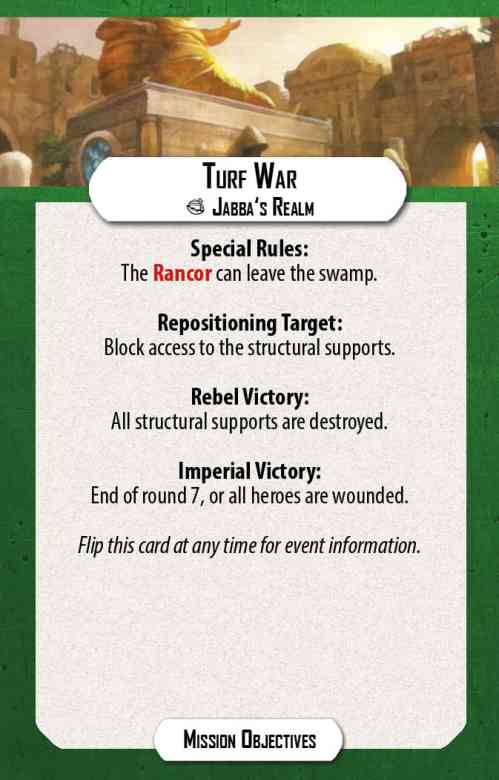 Turf War
Jabba's Realm
Special Rules:
The Rancor can leave the swamp.
Repositioning Target:
Block access to the structural supports.
Rebel Victory:
All structural supports are destroyed.
Imperial Victory:
End of round 7, or all heroes are wounded.
Flip this card at any time for event information.
Mission Objectives